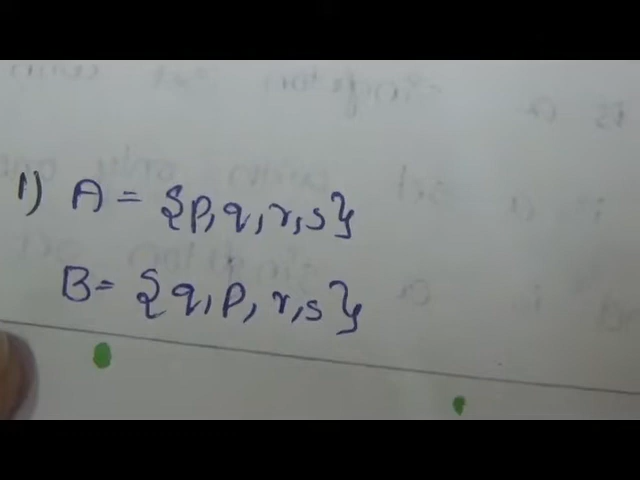 1) A = {p,q,r,s}
B = {q,p,r,s}